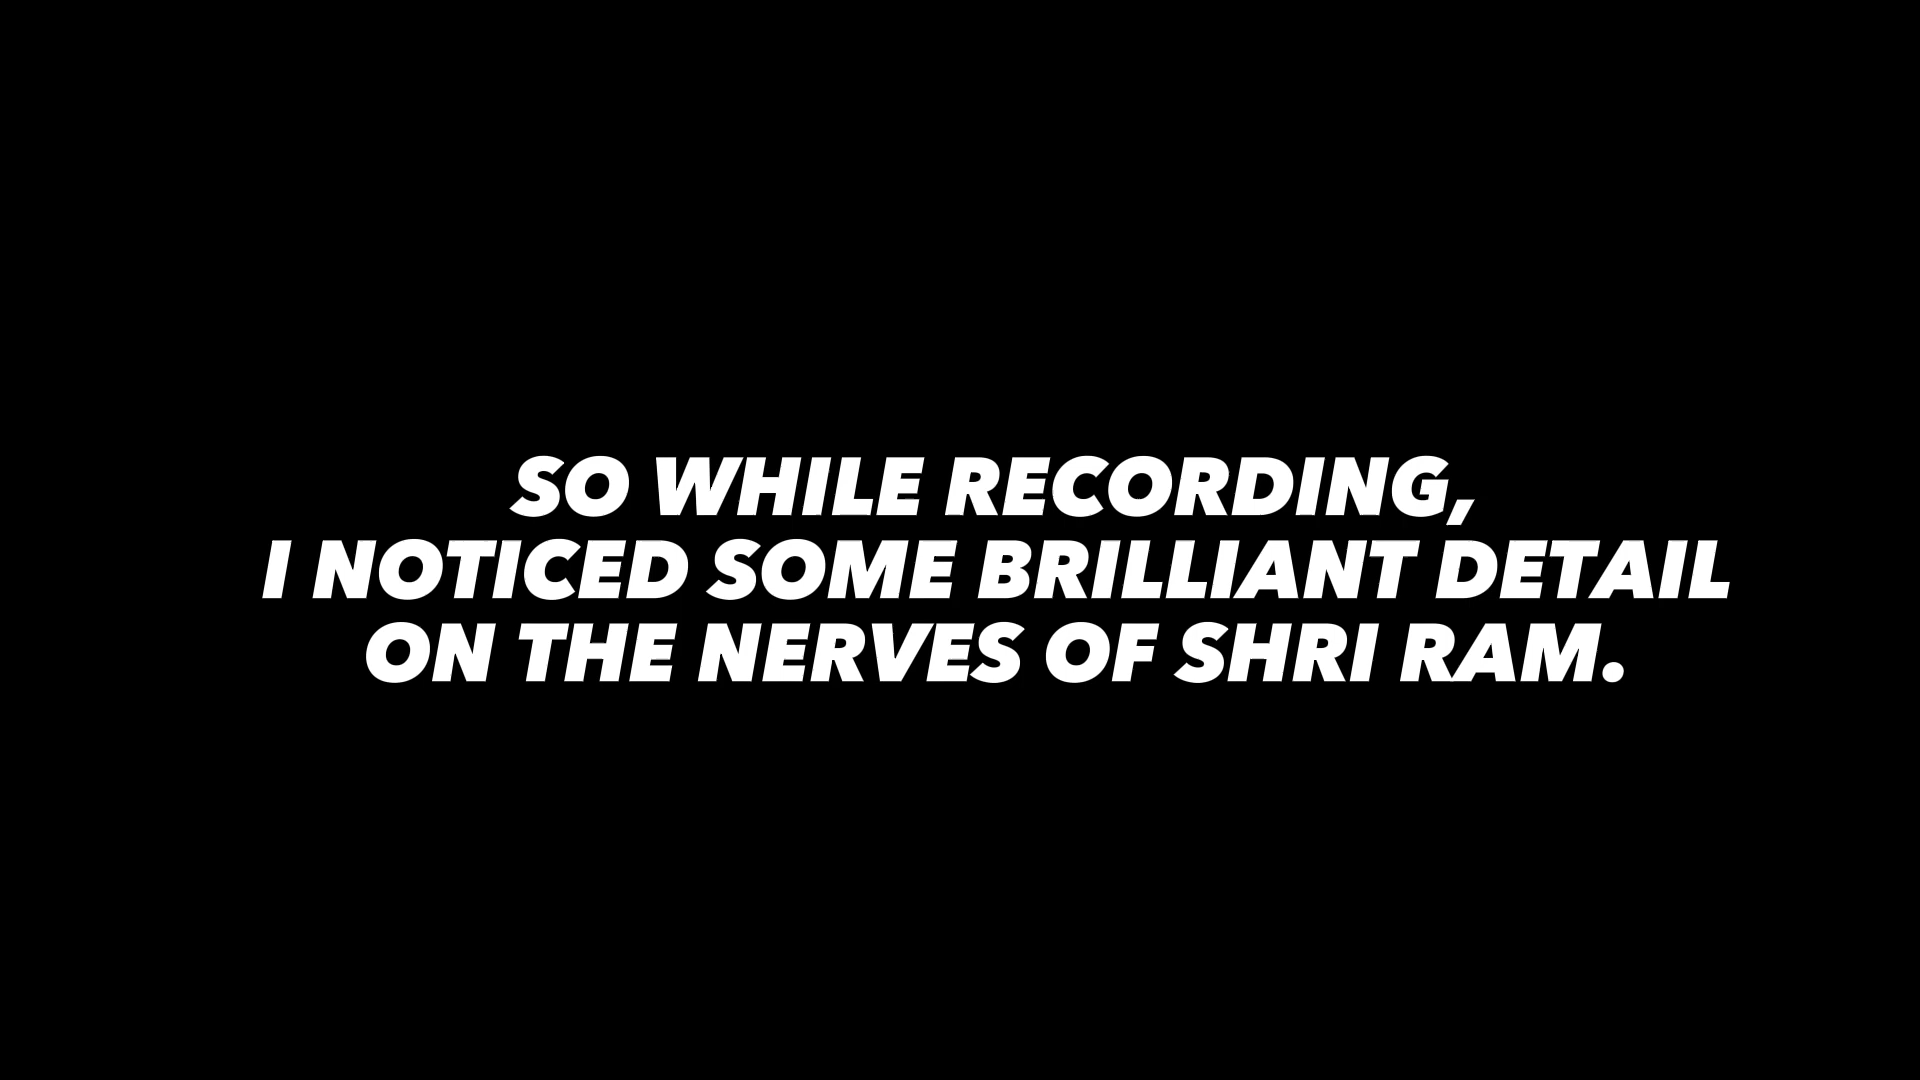 SO WHILE RECORDING,
I NOTICED SOME BRILLIANT DETAIL
ON THE NERVES OF SHRI RAM.